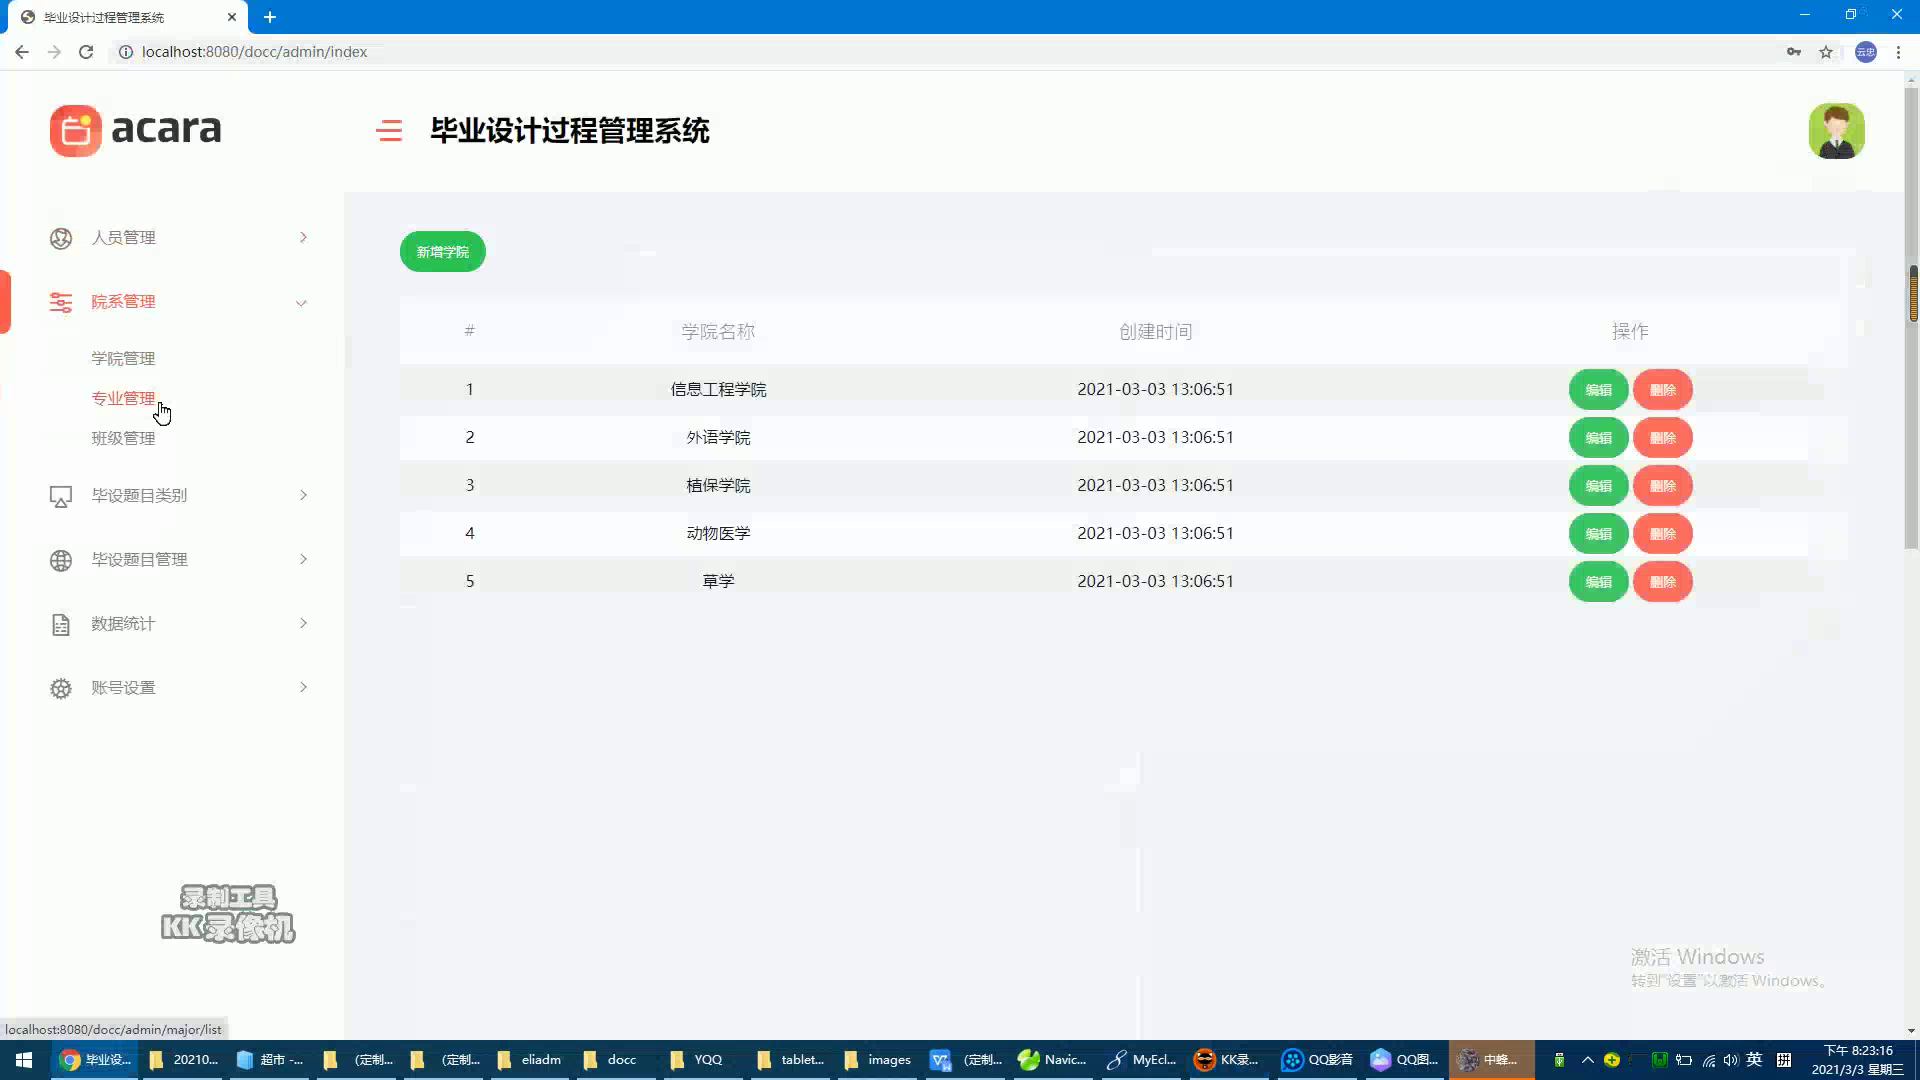 毕业设计过程管理系统
localhost:8080/docc/admin/index
云忠
acara
毕业设计过程管理系统
人员管理
院系管理
学院管理
专业管理
班级管理
毕设题目类别
毕设题目管理
数据统计
账号设置
新增学院
# 学院名称 创建时间 操作
1 信息工程学院 2021-03-03 13:06:51 编辑 删除
2 外语学院 2021-03-03 13:06:51 编辑 删除
3 植保学院 2021-03-03 13:06:51 编辑 删除
4 动物医学 2021-03-03 13:06:51 编辑 删除
5 草学 2021-03-03 13:06:51 编辑 删除
录制工具
KK录像机
激活 Windows
转到"设置"以激活 Windows。
localhost:8080/docc/admin/major/list
毕业设... 20210... 超市 -... (定制... (定制... eliadm docc YQQ tablet... images (定制... Navic... MyEcl... KK录... QQ影音 QQ图... 中蜂... 英 拼
下午 8:23:16
2021/3/3 星期三